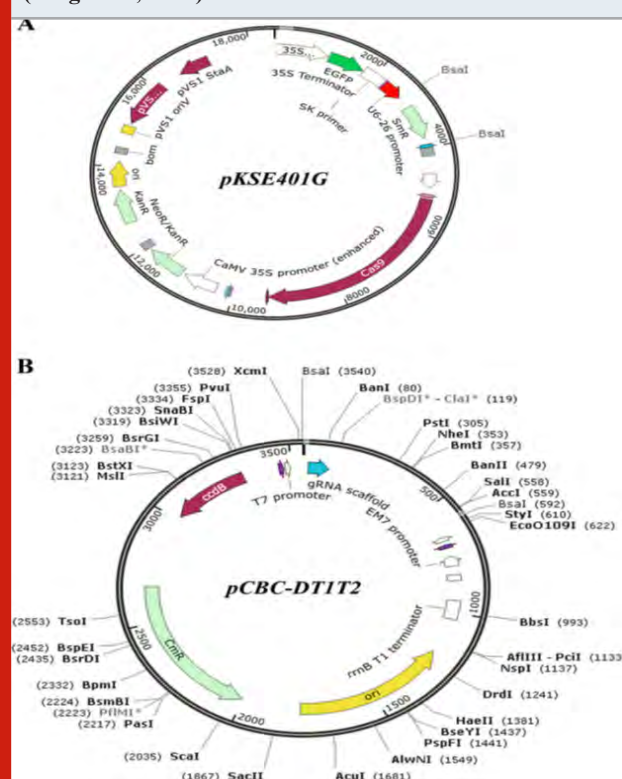 A
18,000
35S...
2000
EGFP
35S Terminator
SK primer
U6-26 promoter
SmR
BsaI
4000
BsaI
pVS1 StaA
16,000
pVS...
pVS1 oriV
bom
14,000
ori
KanR
NeoR/KanR
12,000
pKSE401G
CaMV 35S promoter (enhanced)
Cas9
6000
8000
10,000
B
(3528) XcmI
BsaI (3540)
(3355) PvuI
BanI (80)
(3334) FspI
BspDI* - ClaI* (119)
(3323) SnaBI
(3319) BsiWI
PstI (305)
(3259) BsrGI
NheI (353)
(3223) BsaBI*
BmtI (357)
(3123) BstXI
BanII (479)
(3121) MslI
SalI (558)
AccI (559)
BsaI (592)
StyI (610)
EcoO109I (622)
3500
500
ccdB
T7 promoter
gRNA scaffold
EM7 promoter
3000
pCBC-DT1T2
1000
BbsI (993)
rrnB T1 terminator
(2553) TsoI
2500
CmR
(2452) BspEI
(2435) BsrDI
AflIII - PciI (1133
NspI (1137)
(2332) BpmI
DrdI (1241)
(2224) BsmBI
(2223) PflMI*
(2217) PasI
ori
1500
2000
HaeII (1381)
BseYI (1437)
PspFI (1441)
(2035) ScaI
AlwNI (1549)
(1867) SacII
AcuI (1681)